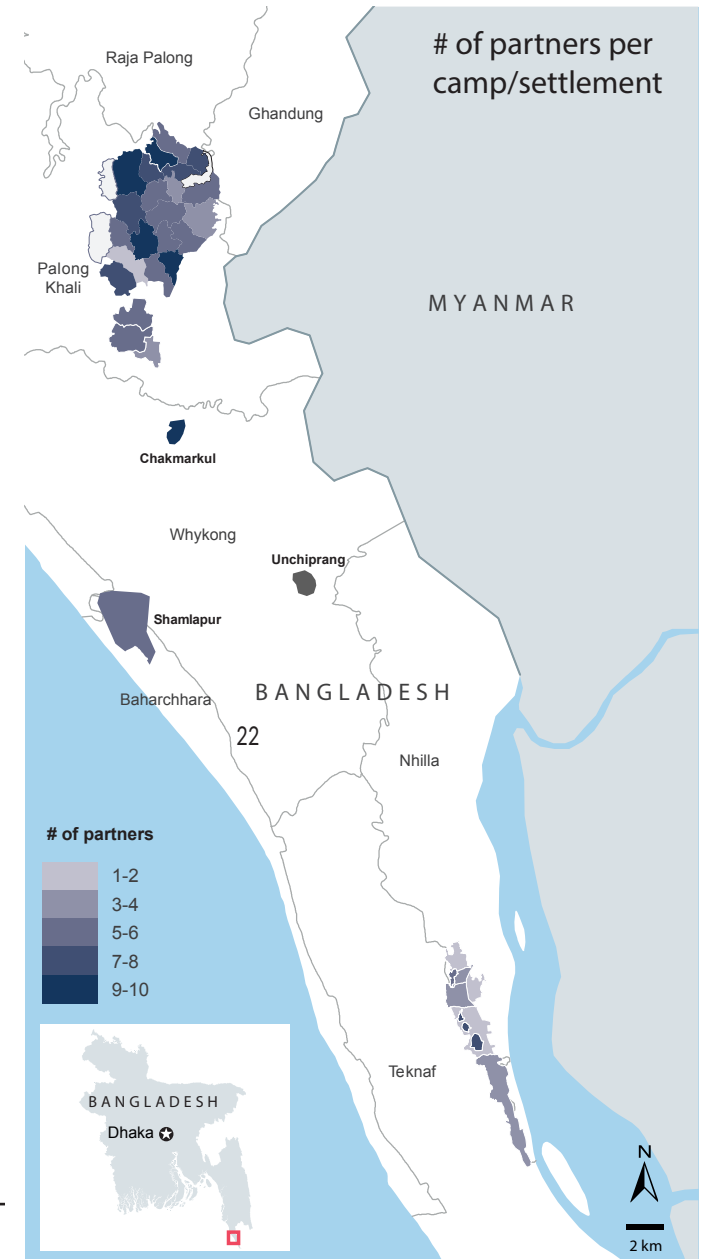 # of partners per
camp/settlement
Raja Palong
Ghandung
Palong
Khali
MYANMAR
Chakmarkul
Whykong
Unchiprang
Shamlapur
BANGLADESH
Baharchhara
22
Nhilla
# of partners
1-2
3-4
5-6
7-8
9-10
Teknaf
BANGLADESH
Dhaka
N
2 km